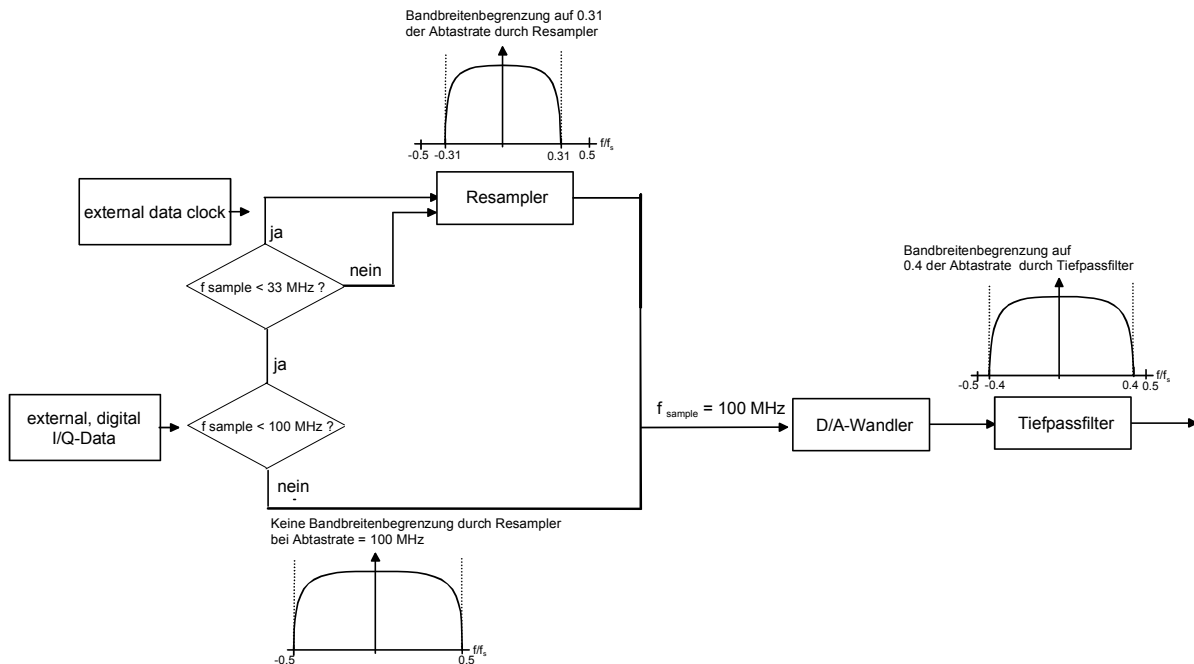 Bandbreitenbegrenzung auf 0.31
der Abtastrate durch Resampler
f/fs
-0.5
-0.31
0.31
0.5
external data clock
Resampler
ja
nein
f sample < 33 MHz ?
ja
Bandbreitenbegrenzung auf
0.4 der Abtastrate durch Tiefpassfilter
f/fs
-0.5
-0.4
0.4
0.5
external, digital
I/Q-Data
f sample < 100 MHz ?
f sample = 100 MHz
D/A-Wandler
Tiefpassfilter
nein
Keine Bandbreitenbegrenzung durch Resampler
bei Abtastrate = 100 MHz
f/fs
-0.5
0.5